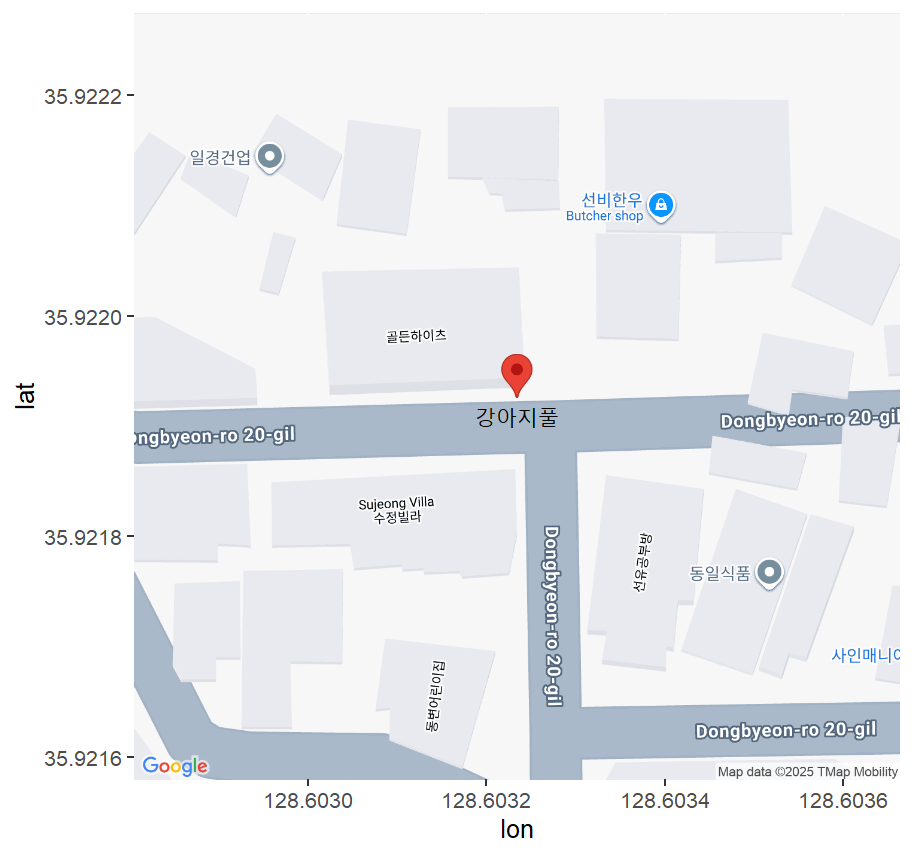 35.9222
일경건업
선비한우
Butcher shop
35.9220
골든하이츠
lat
강아지풀
ongbyeon-ro 20-gil
Dongbyeon-ro 20-gil
Sujeong Villa
수정빌라
35.9218
Dongbyeon-ro 20-gil
선유공부방
동일식품
동변어린이집
사인매니아
Dongbyeon-ro 20-gil
35.9216
Google
Map data ©2025 TMap Mobility
128.6030
128.6032
128.6034
128.6036
lon